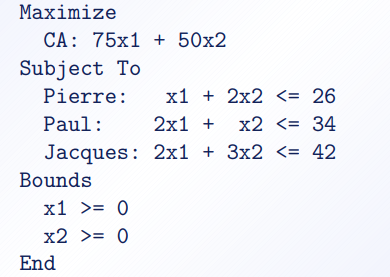 Maximize
  CA: 75x1 + 50x2
Subject To
  Pierre:   x1 + 2x2 <= 26
  Paul:    2x1 +  x2 <= 34
  Jacques: 2x1 + 3x2 <= 42
Bounds
  x1 >= 0
  x2 >= 0
End